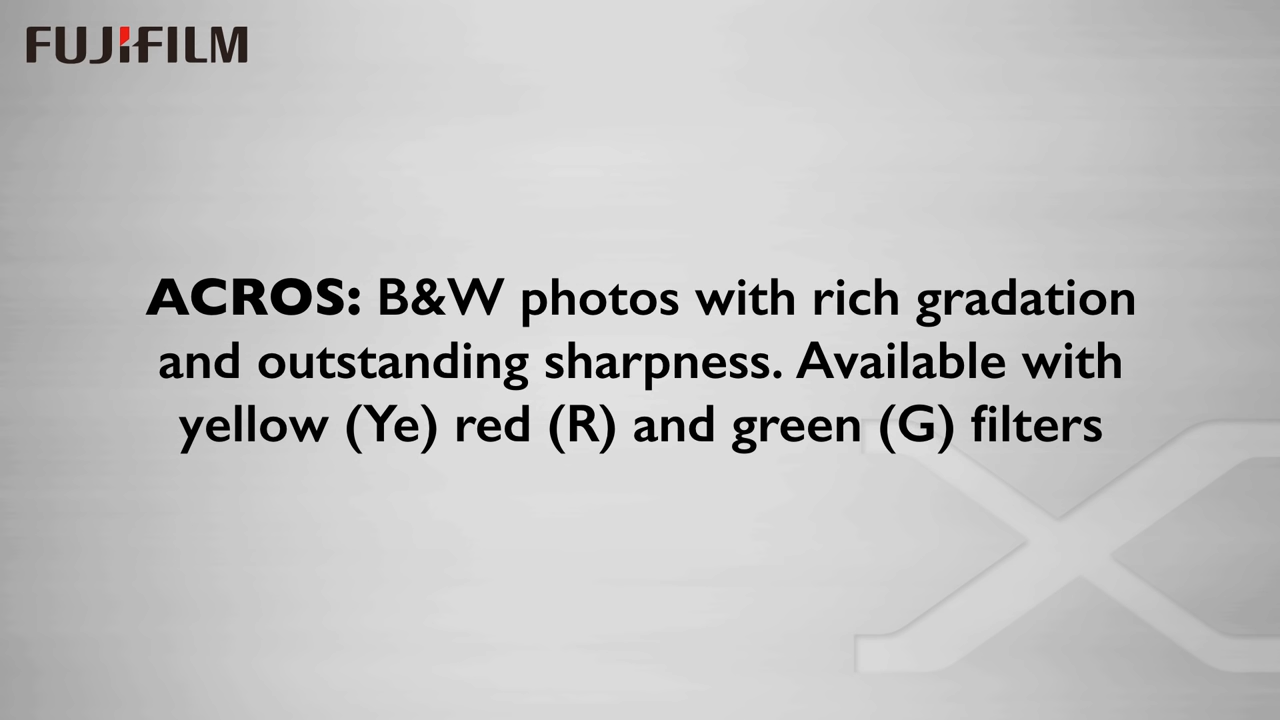 FUJIFILM
ACROS: B&W photos with rich gradation
and outstanding sharpness. Available with
yellow (Ye) red (R) and green (G) filters